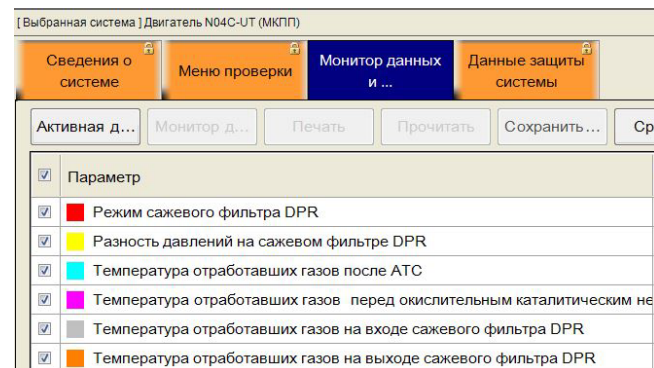 [ Выбранная система ] Двигатель N04C-UT (МКПП)
Сведения о системе
Меню проверки
Монитор данных и ...
Данные защиты системы
Активная д...
Монитор д...
Печать
Прочитать
Сохранить...
Ср
Параметр
Режим сажевого фильтра DPR
Разность давлений на сажевом фильтре DPR
Температура отработавших газов после АТС
Температура отработавших газов перед окислительным каталитическим не
Температура отработавших газов на входе сажевого фильтра DPR
Температура отработавших газов на выходе сажевого фильтра DPR